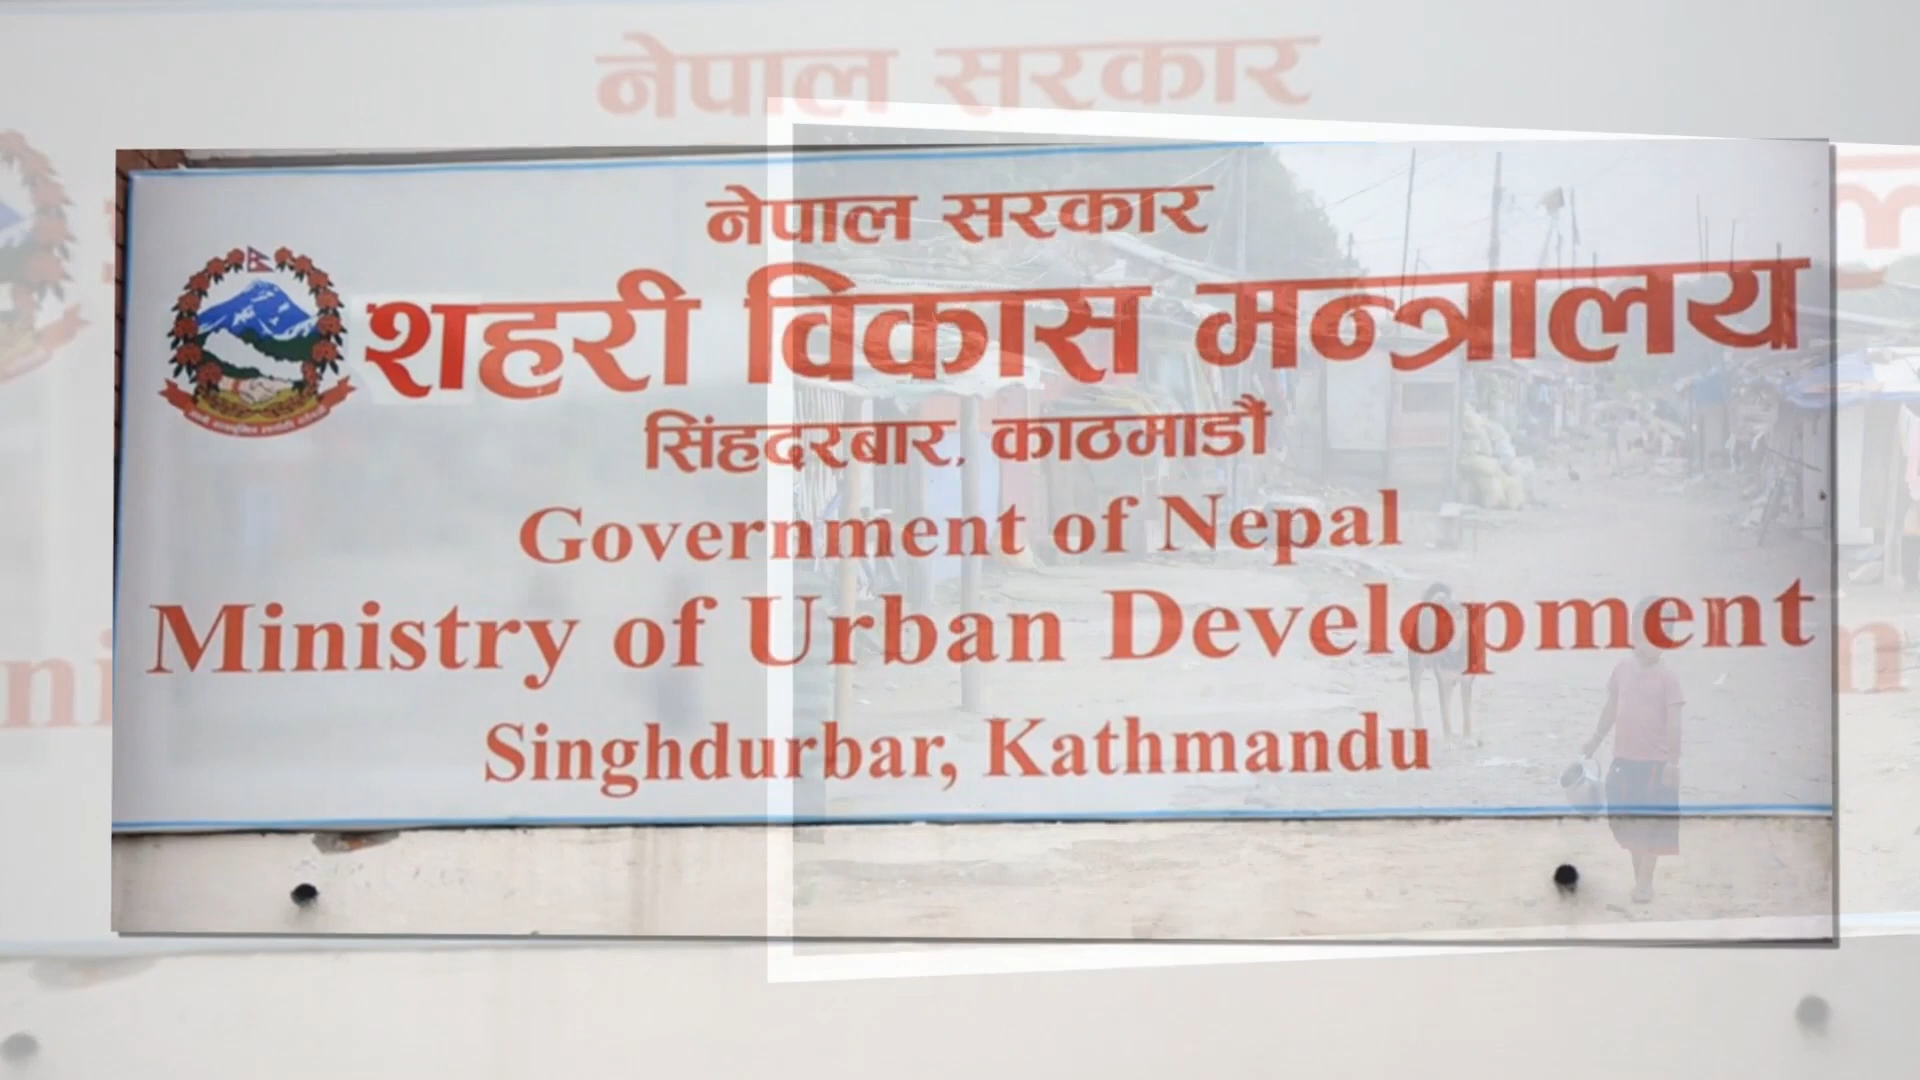 नेपाल सरकार
शहरी विकास मन्त्रालय
सिंहदरबार, काठमाडौं
Government of Nepal
Ministry of Urban Development
Singhdurbar, Kathmandu